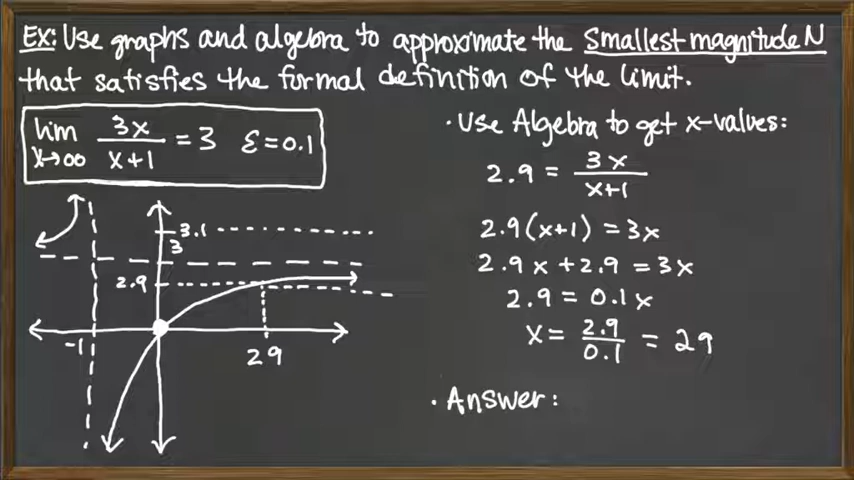 Ex: Use graphs and algebra to approximate the smallest magnitude N
that satisfies the formal definition of the limit.
lim x→∞ 3x/(x+1) = 3 ε=0.1
3.1
3
2.9
-1
29
• Use Algebra to get x-values:
2.9 = 3x/(x+1)
2.9(x+1) = 3x
2.9x + 2.9 = 3x
2.9 = 0.1x
x = 2.9/0.1 = 29
• Answer: